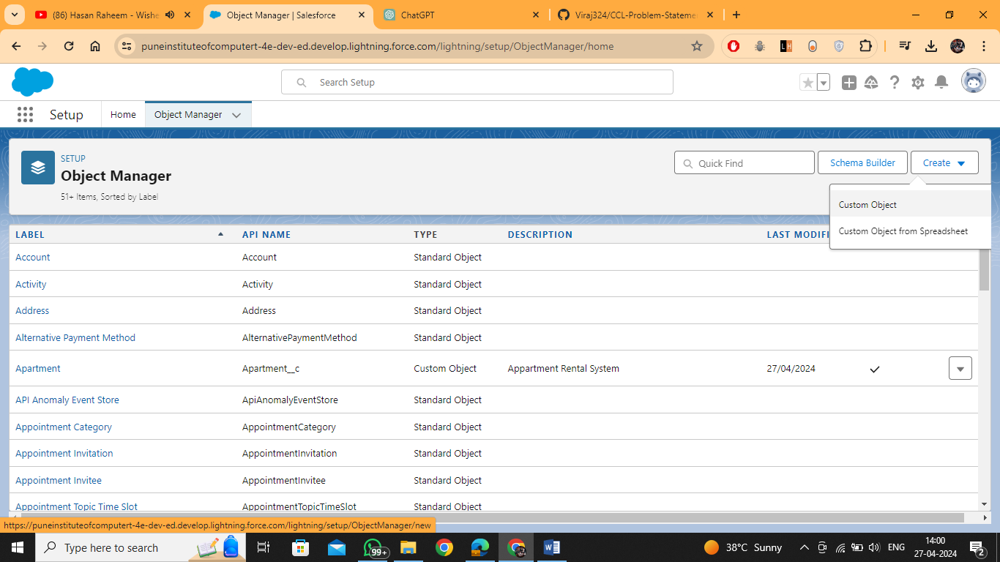 (86) Hasan Raheem - Wishe
Object Manager | Salesforce
ChatGPT
Viraj324/CCL-Problem-Stateme
puneinstituteofcomputert-4e-dev-ed.develop.lightning.force.com/lightning/setup/ObjectManager/home
Search Setup
Setup
Home
Object Manager
SETUP
Object Manager
51+ Items, Sorted by Label
Quick Find
Schema Builder
Create
Custom Object
Custom Object from Spreadsheet
LABEL API NAME TYPE DESCRIPTION LAST MODIFI
Account Account Standard Object
Activity Activity Standard Object
Address Address Standard Object
Alternative Payment Method AlternativePaymentMethod Standard Object
Apartment Apartment__c Custom Object Appartment Rental System 27/04/2024
API Anomaly Event Store ApiAnomalyEventStore Standard Object
Appointment Category AppointmentCategory Standard Object
Appointment Invitation AppointmentInvitation Standard Object
Appointment Invitee AppointmentInvitee Standard Object
Appointment Topic Time Slot AppointmentTopicTimeSlot Standard Object
https://puneinstituteofcomputert-4e-dev-ed.develop.lightning.force.com/lightning/setup/ObjectManager/new
Type here to search
99+
38°C Sunny
ENG
14:00
27-04-2024
2